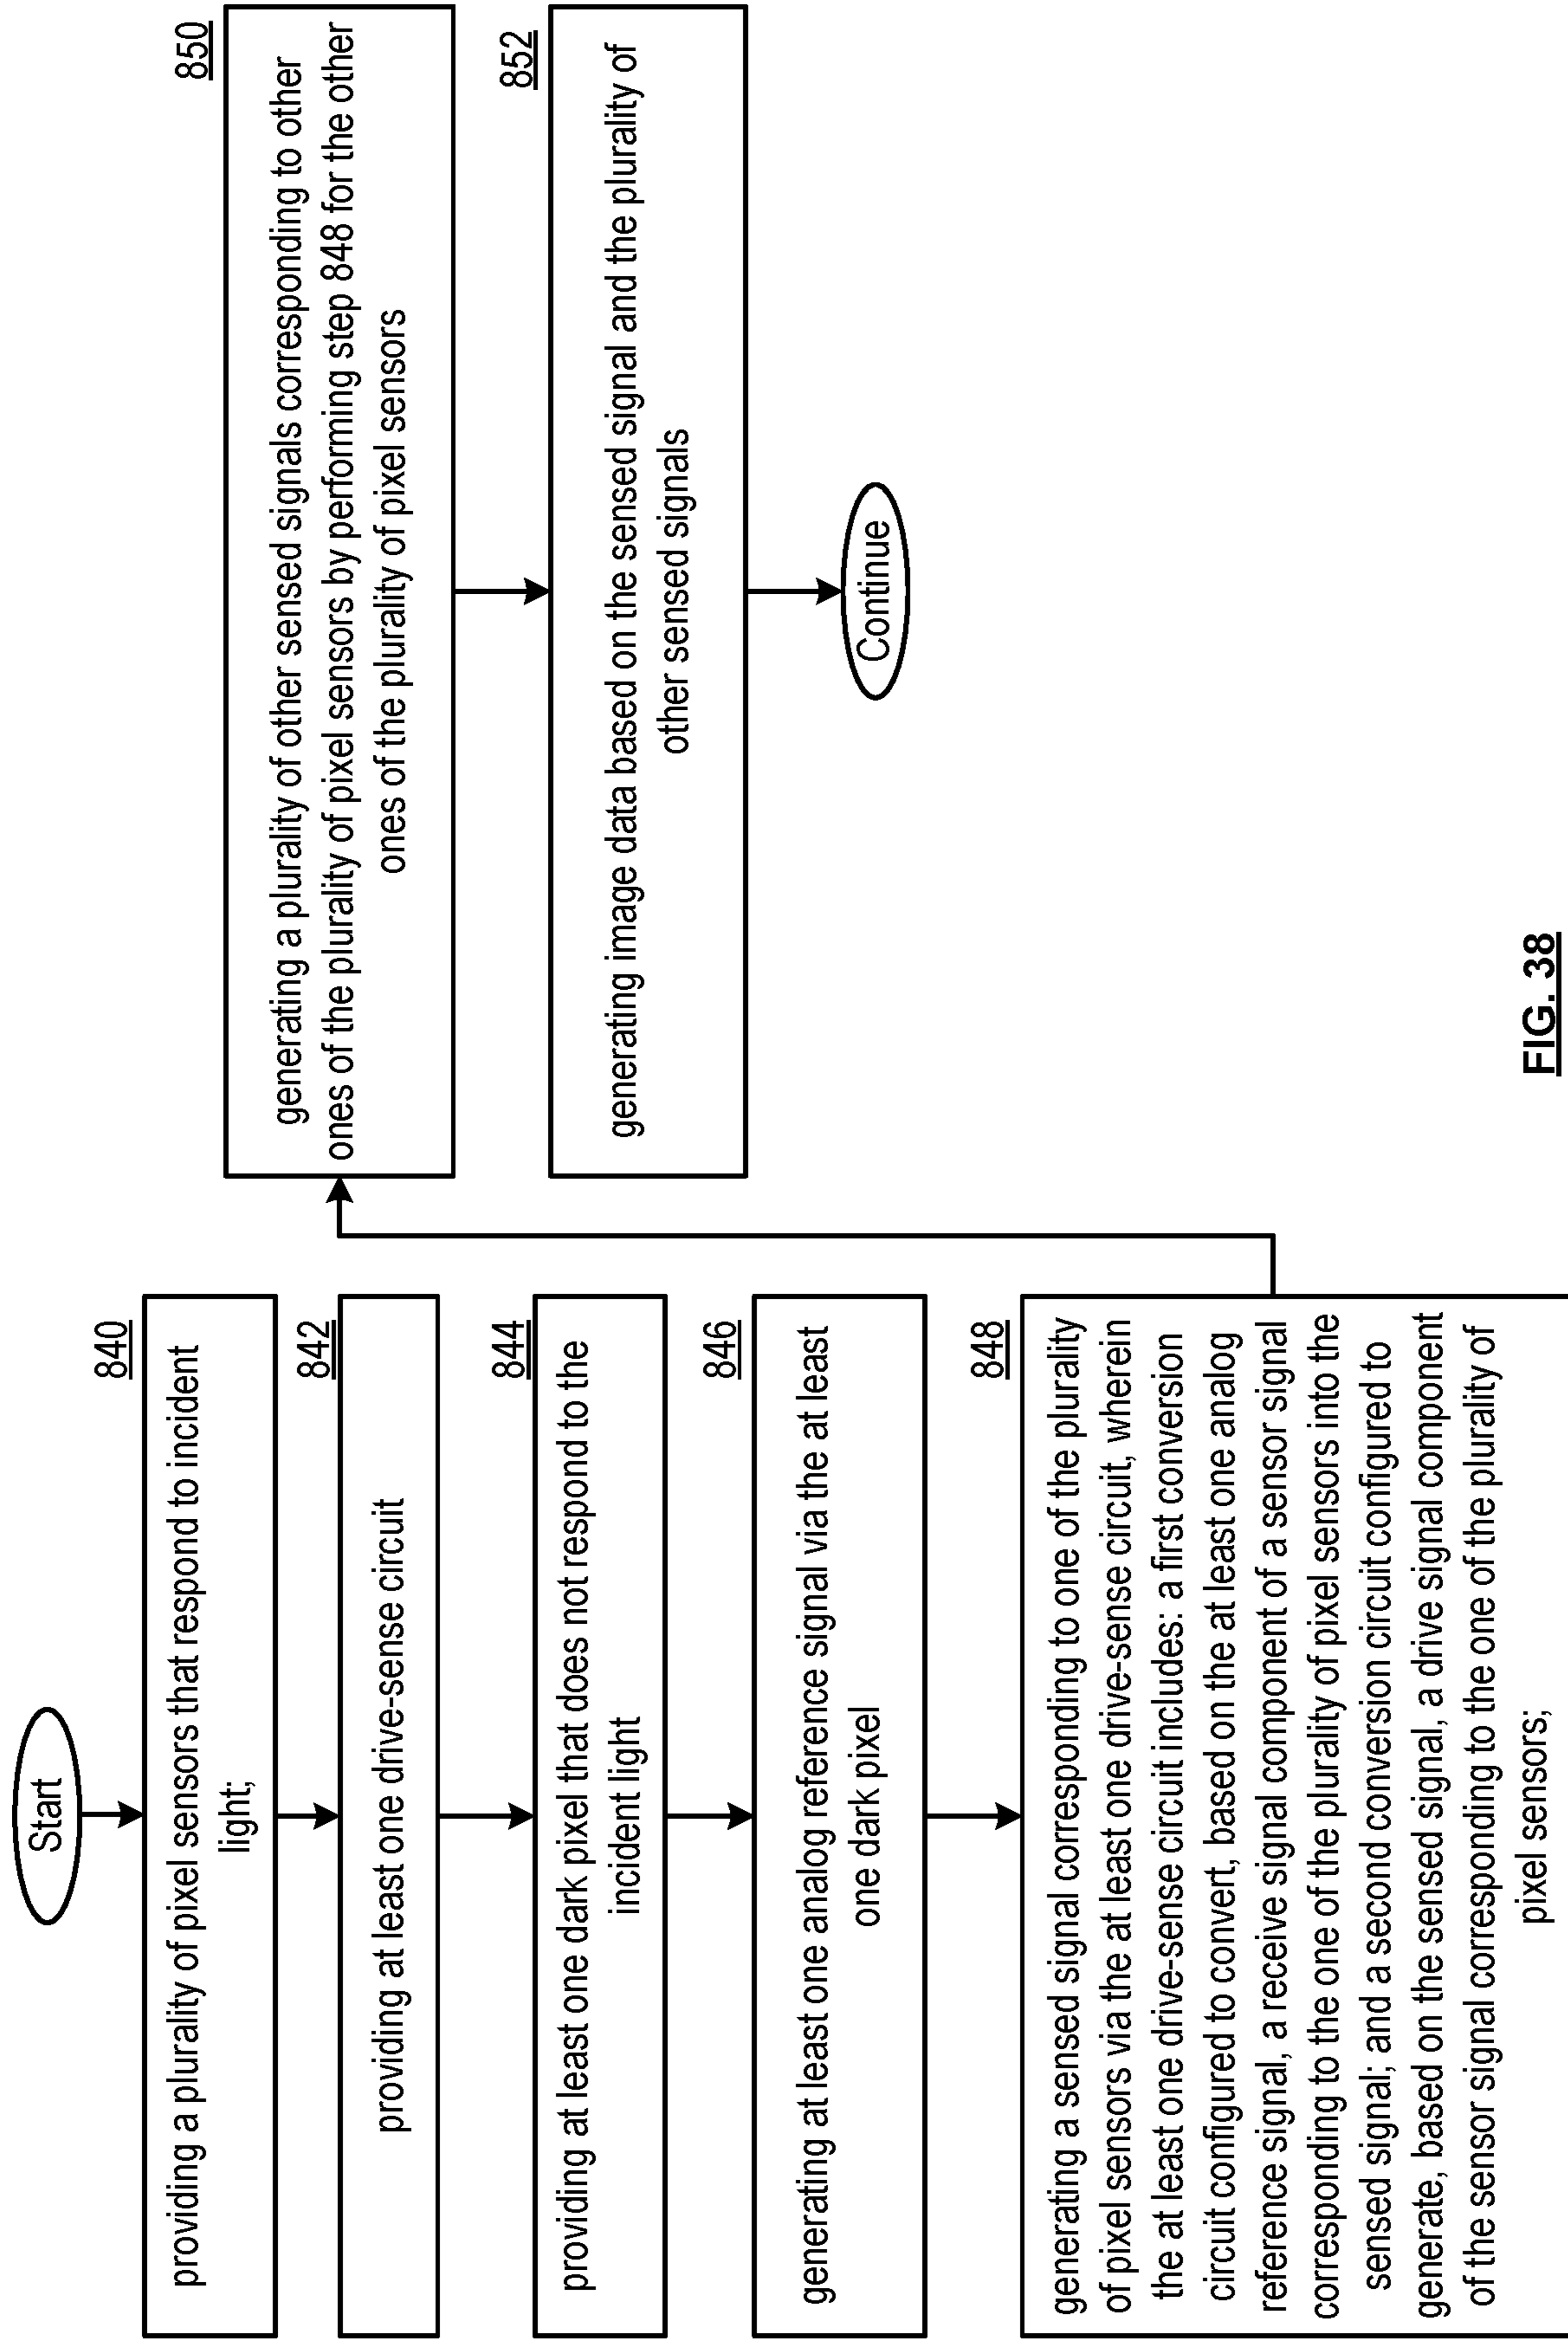 Start
840
providing a plurality of pixel sensors that respond to incident
light;
842
providing at least one drive-sense circuit
844
providing at least one dark pixel that does not respond to the
incident light
846
generating at least one analog reference signal via the at least
one dark pixel
848
generating a sensed signal corresponding to one of the plurality
of pixel sensors via the at least one drive-sense circuit, wherein
the at least one drive-sense circuit includes: a first conversion
circuit configured to convert, based on the at least one analog
reference signal, a receive signal component of a sensor signal
corresponding to the one of the plurality of pixel sensors into the
sensed signal; and a second conversion circuit configured to
generate, based on the sensed signal, a drive signal component
of the sensor signal corresponding to the one of the plurality of
pixel sensors;
850
generating a plurality of other sensed signals corresponding to other
ones of the plurality of pixel sensors by performing step 848 for the other
ones of the plurality of pixel sensors
852
generating image data based on the sensed signal and the plurality of
other sensed signals
Continue
FIG. 38